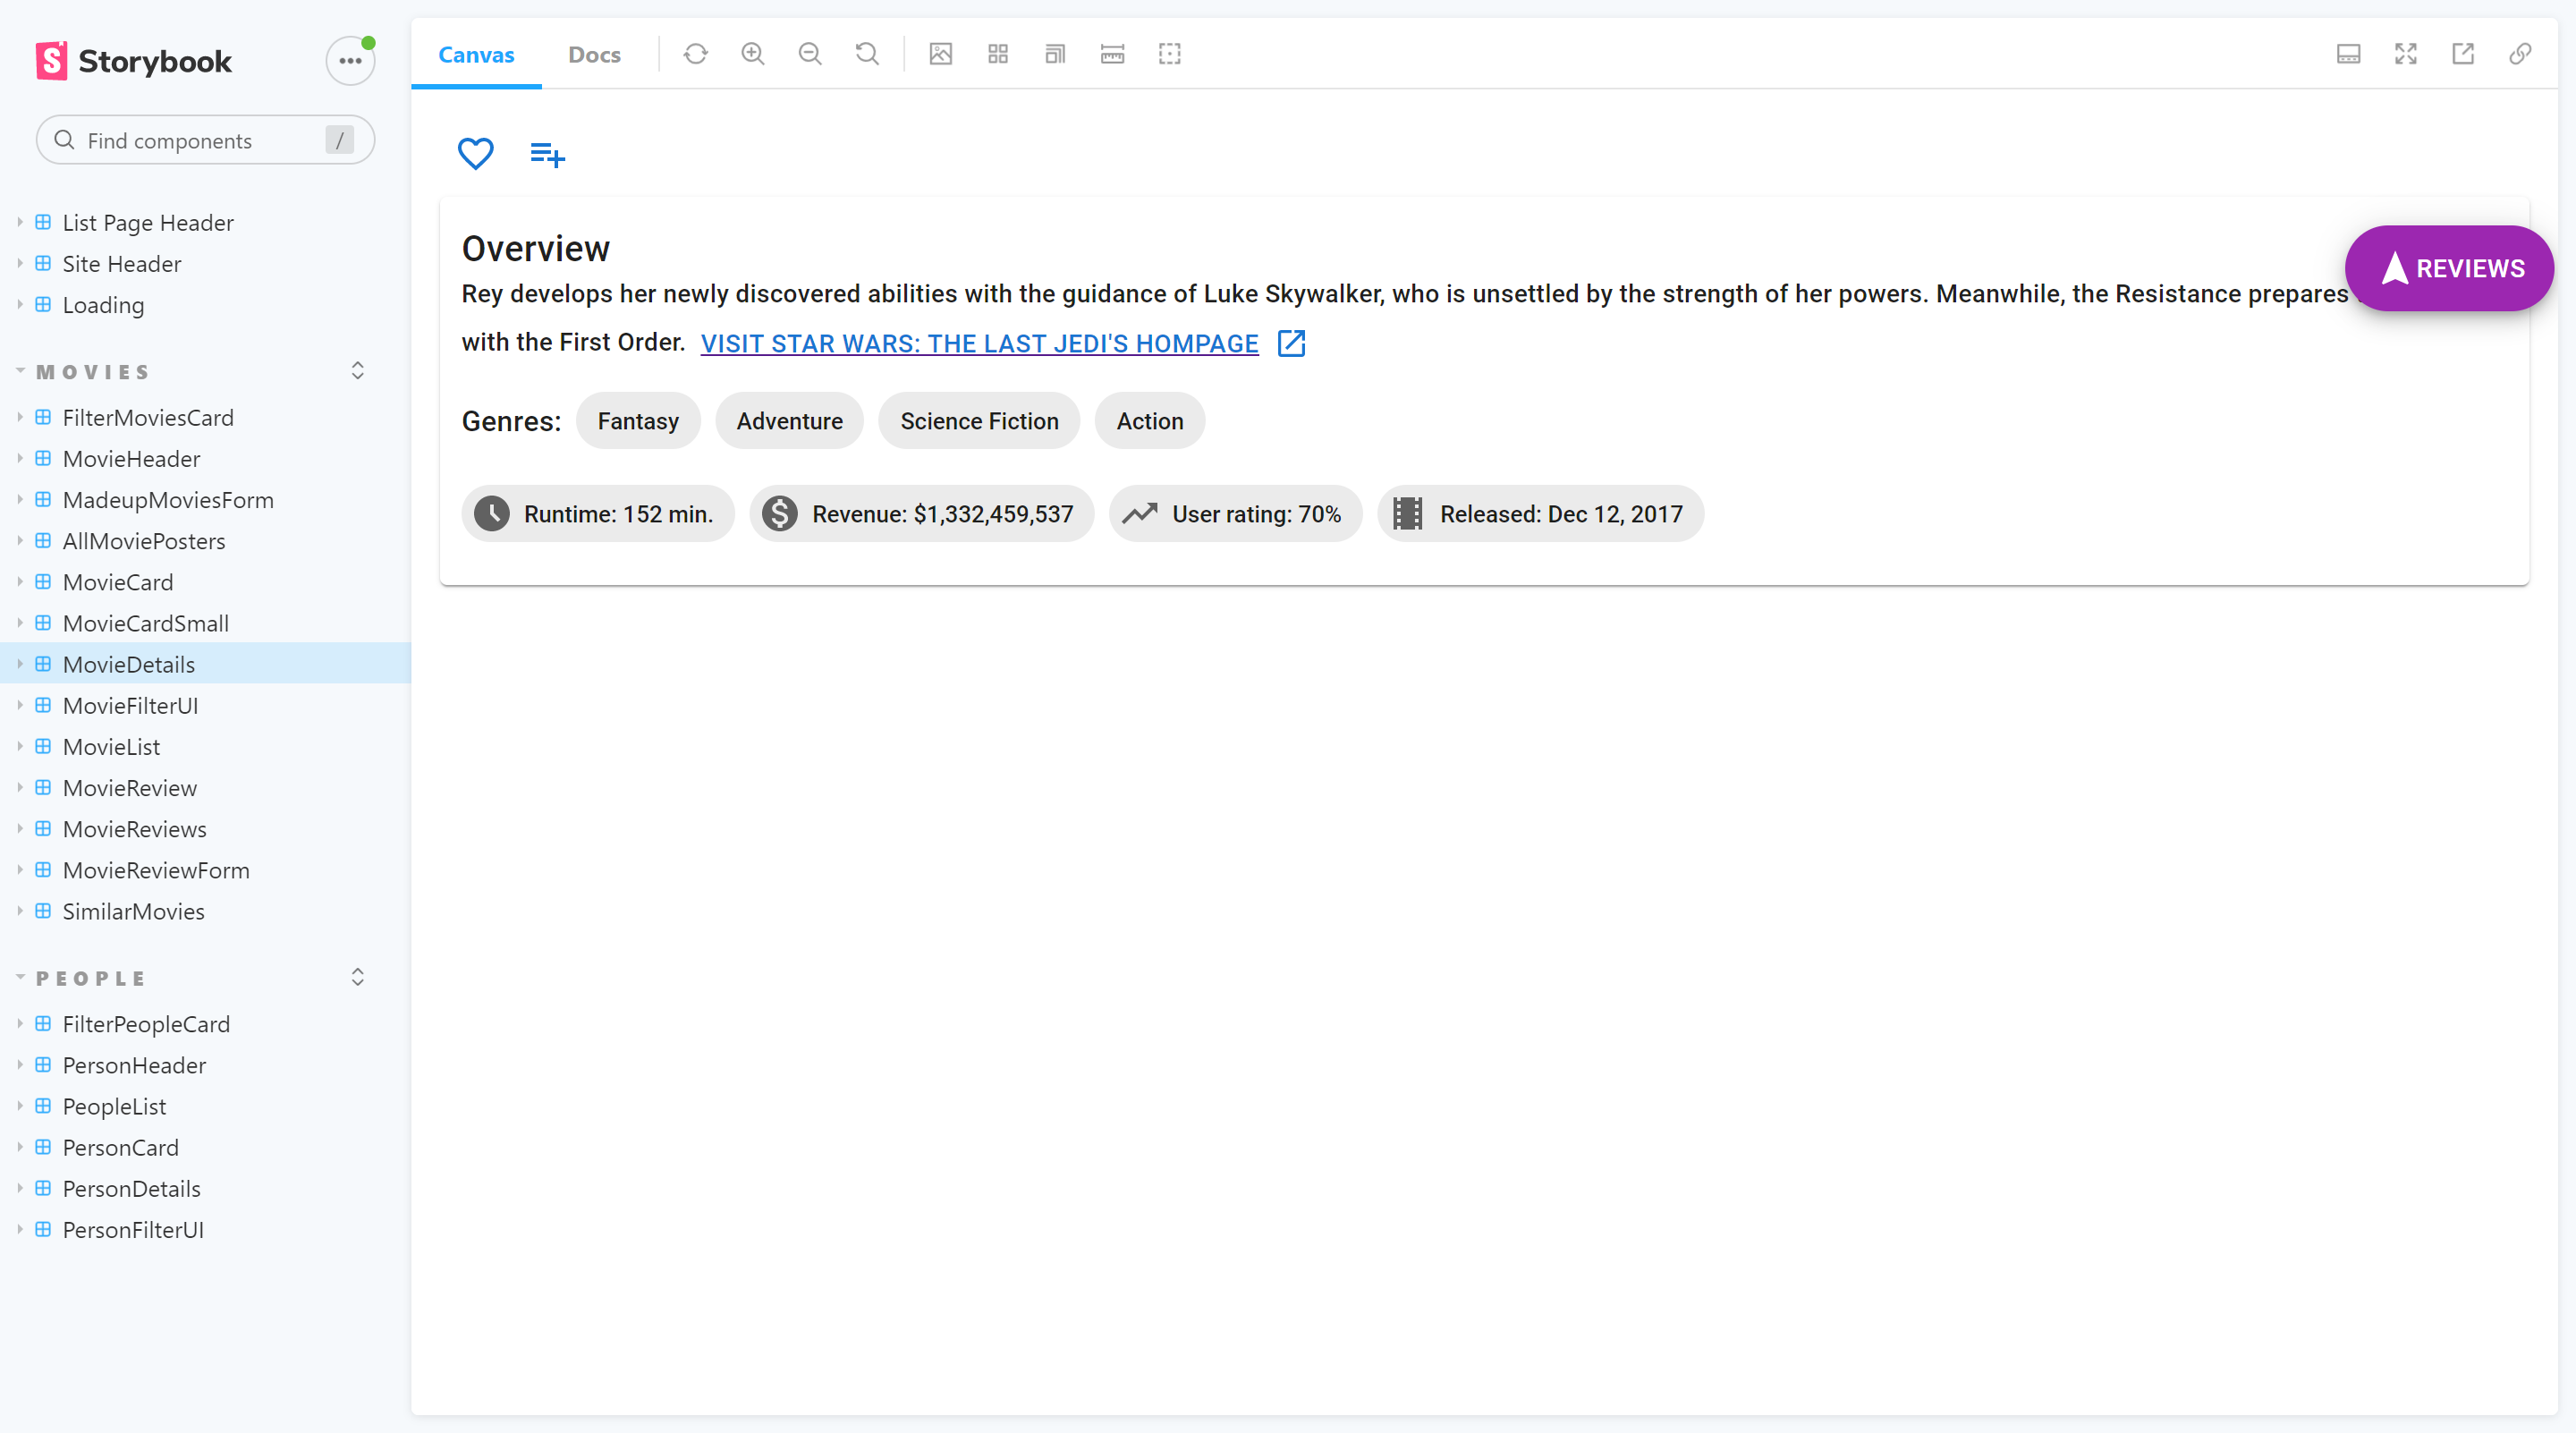 Storybook
Find components
/
List Page Header
Site Header
Loading
MOVIES
FilterMoviesCard
MovieHeader
MadeupMoviesForm
AllMoviePosters
MovieCard
MovieCardSmall
MovieDetails
MovieFilterUI
MovieList
MovieReview
MovieReviews
MovieReviewForm
SimilarMovies
PEOPLE
FilterPeopleCard
PersonHeader
PeopleList
PersonCard
PersonDetails
PersonFilterUI
Canvas Docs
Overview
REVIEWS
Rey develops her newly discovered abilities with the guidance of Luke Skywalker, who is unsettled by the strength of her powers. Meanwhile, the Resistance prepares
with the First Order. VISIT STAR WARS: THE LAST JEDI'S HOMPAGE
Genres: Fantasy Adventure Science Fiction Action
Runtime: 152 min. Revenue: $1,332,459,537 User rating: 70% Released: Dec 12, 2017